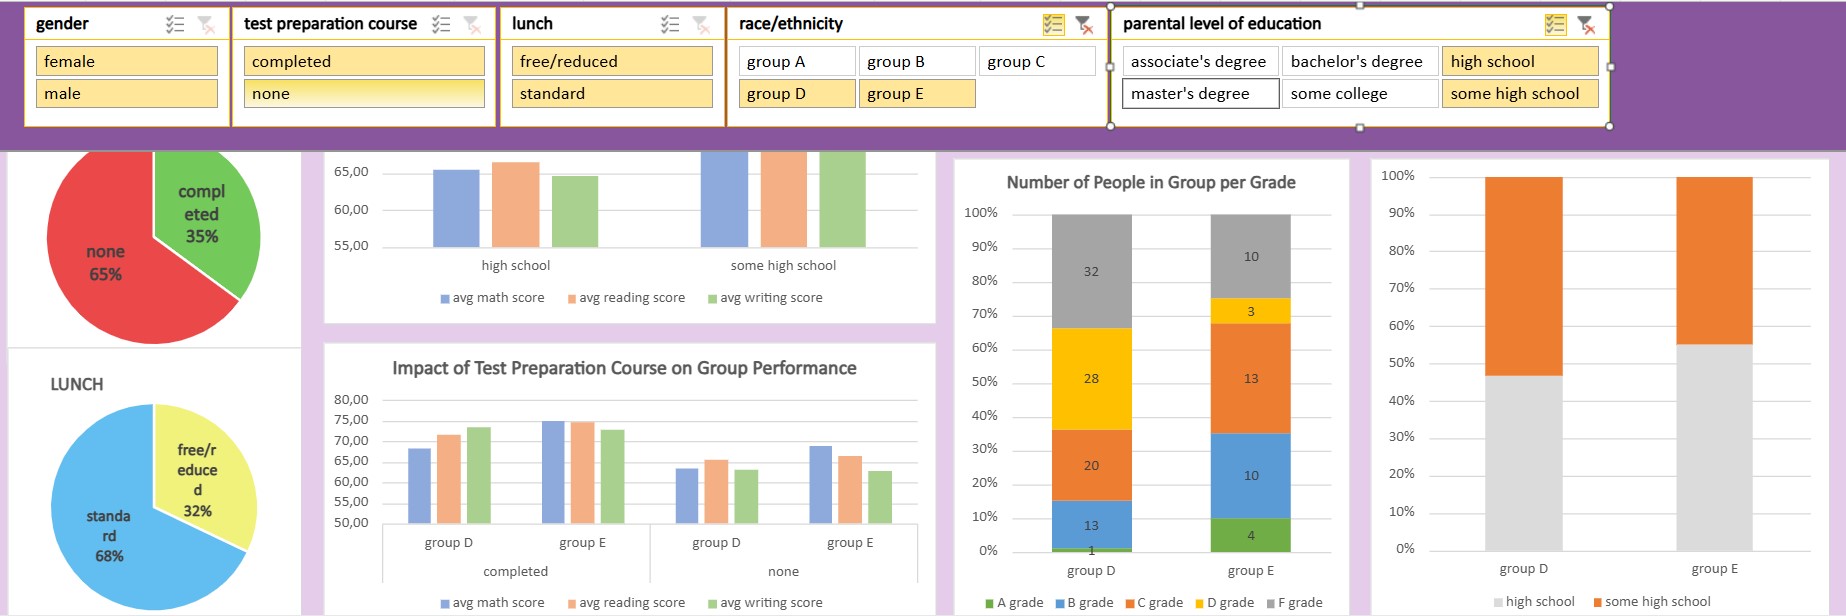 gender
female
male
test preparation course
completed
none
lunch
free/reduced
standard
race/ethnicity
group A group B group C
group D group E
parental level of education
associate's degree bachelor's degree high school
master's degree some college some high school
compl
eted
35%
none
65%
LUNCH
free/r
educe
d
32%
standa
rd
68%
65,00
60,00
55,00
high school some high school
avg math score avg reading score avg writing score
Impact of Test Preparation Course on Group Performance
80,00
75,00
70,00
65,00
60,00
55,00
50,00
group D group E group D group E
completed none
avg math score avg reading score avg writing score
Number of People in Group per Grade
100%
90%
80%
70%
60%
50%
40%
30%
20%
10%
0%
32
28
20
13
1
10
3
13
10
4
group D group E
A grade B grade C grade D grade F grade
100%
90%
80%
70%
60%
50%
40%
30%
20%
10%
0%
group D group E
high school some high school